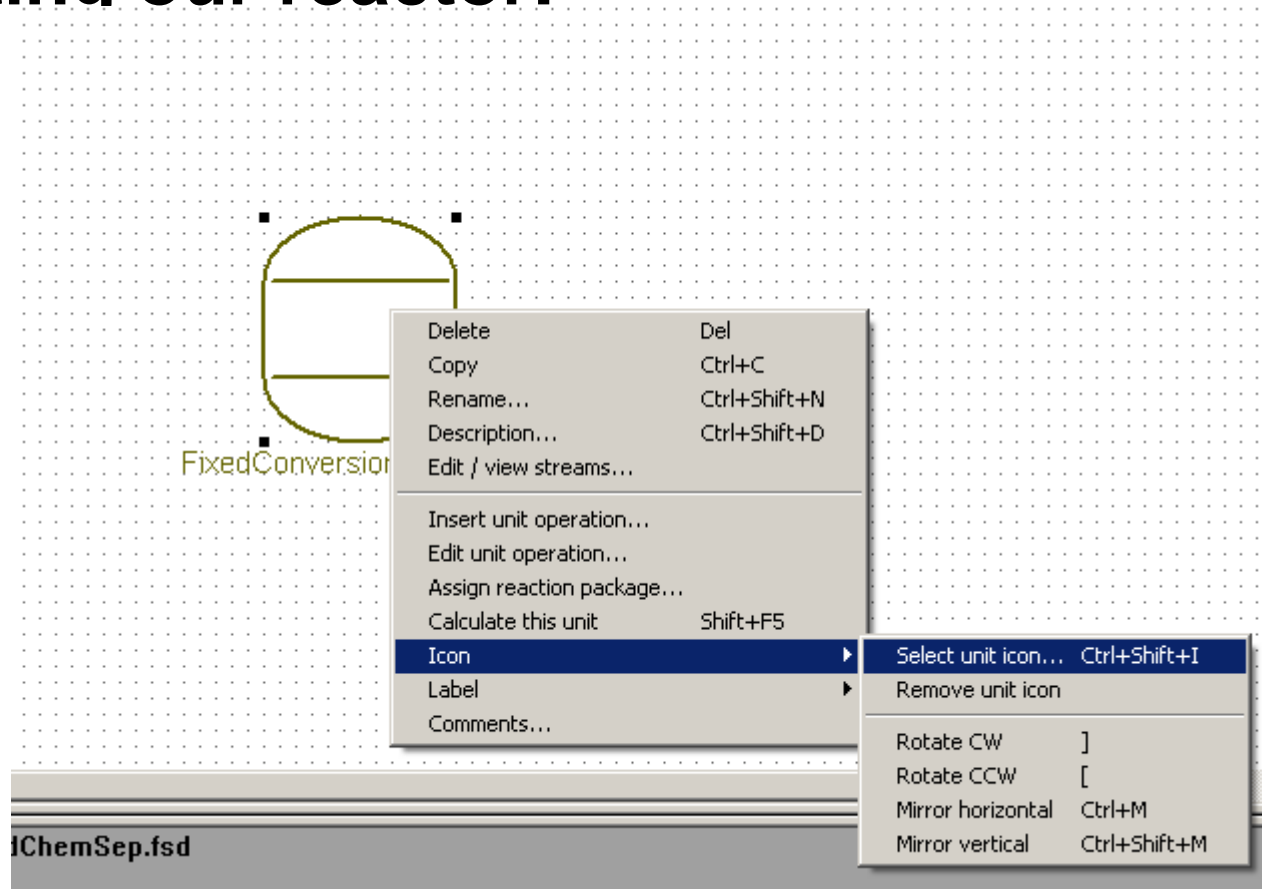 our reactor:
Delete Del
Copy Ctrl+C
Rename... Ctrl+Shift+N
Description... Ctrl+Shift+D
Edit / view streams...
Insert unit operation...
Edit unit operation...
Assign reaction package...
Calculate this unit Shift+F5
Icon
Label
Comments...
Select unit icon... Ctrl+Shift+I
Remove unit icon
Rotate CW ]
Rotate CCW [
Mirror horizontal Ctrl+M
Mirror vertical Ctrl+Shift+M
FixedConversion
dChemSep.fsd